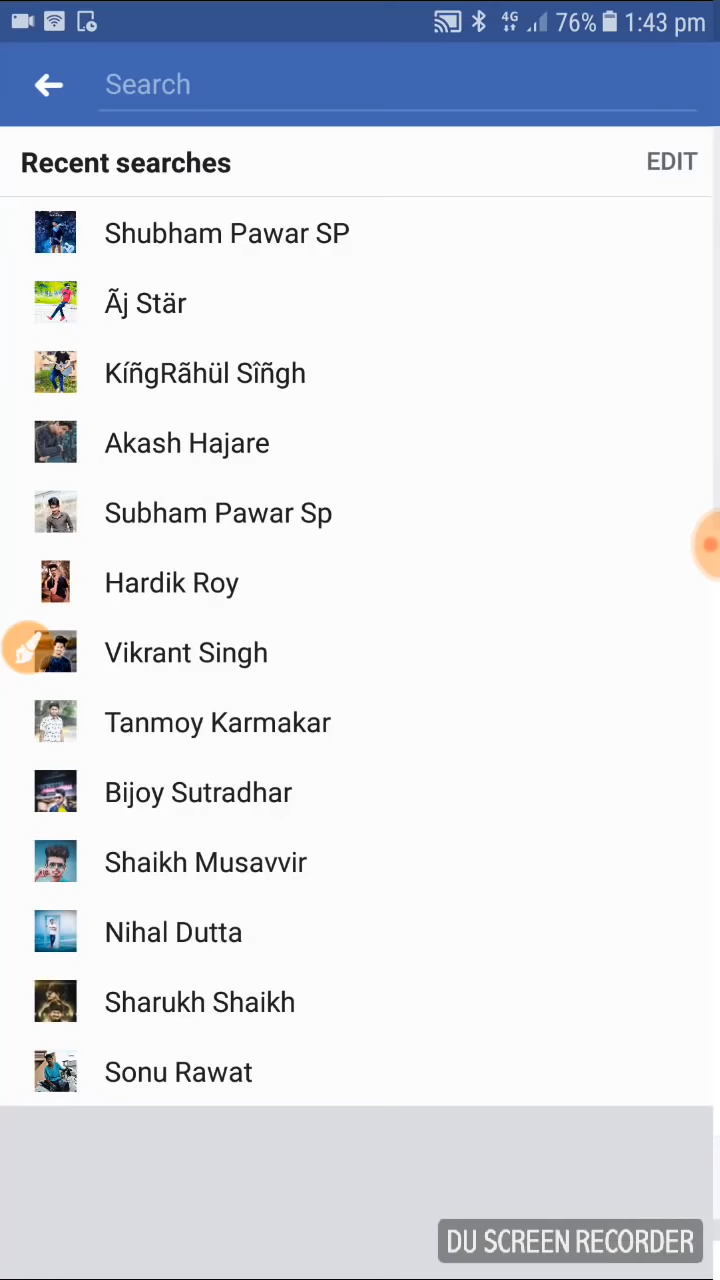 4G 76% 1:43 pm
Search
Recent searches EDIT
Shubham Pawar SP
Ãj Stär
KíñgRãhül Sîñgh
Akash Hajare
Subham Pawar Sp
Hardik Roy
Vikrant Singh
Tanmoy Karmakar
Bijoy Sutradhar
Shaikh Musavvir
Nihal Dutta
Sharukh Shaikh
Sonu Rawat
DU SCREEN RECORDER